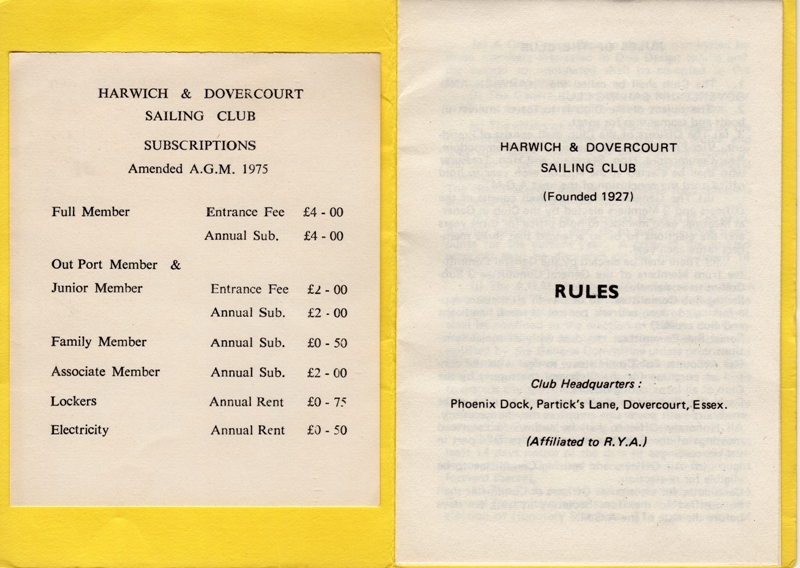 HARWICH & DOVERCOURT
SAILING CLUB
SUBSCRIPTIONS
Amended A.G.M. 1975
Full Member Entrance Fee £4 - 00
Annual Sub. £4 - 00
Out Port Member &
Junior Member Entrance Fee £2 - 00
Annual Sub. £2 - 00
Family Member Annual Sub. £0 - 50
Associate Member Annual Sub. £2 - 00
Lockers Annual Rent £0 - 75
Electricity Annual Rent £0 - 50
HARWICH & DOVERCOURT
SAILING CLUB
(Founded 1927)
RULES
Club Headquarters :
Phoenix Dock, Partick's Lane, Dovercourt, Essex.
(Affiliated to R.Y.A.)